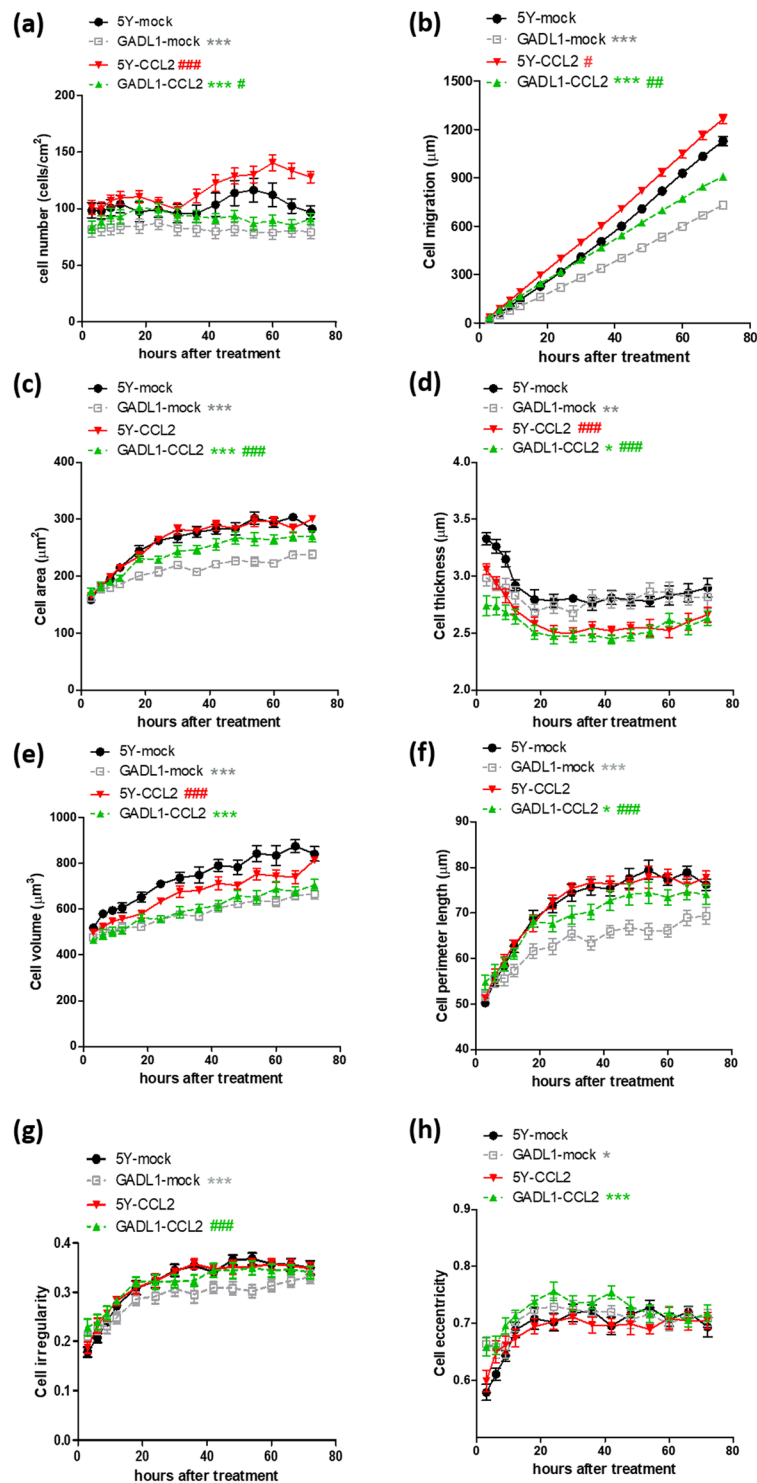 (a)
5Y-mock
GADL1-mock ***
5Y-CCL2 ###
GADL1-CCL2 *** #
200
150
100
50
0
cell number (cells/cm²)
0 20 40 60 80
hours after treatment
(b)
5Y-mock
GADL1-mock ***
5Y-CCL2 #
GADL1-CCL2 *** ##
1500
1200
900
600
300
0
Cell migration (μm)
0 20 40 60 80
hours after treatment
(c)
5Y-mock
GADL1-mock ***
5Y-CCL2
GADL1-CCL2 *** ###
400
300
200
100
0
Cell area (μm²)
0 20 40 60 80
hours after treatment
(d)
5Y-mock
GADL1-mock **
5Y-CCL2 ###
GADL1-CCL2 * ###
4.0
3.5
3.0
2.5
2.0
Cell thickness (μm)
0 20 40 60 80
hours after treatment
(e)
5Y-mock
GADL1-mock ***
5Y-CCL2 ###
GADL1-CCL2 ***
1000
800
600
400
200
0
Cell volume (μm³)
0 20 40 60 80
hours after treatment
(f)
5Y-mock
GADL1-mock ***
5Y-CCL2
GADL1-CCL2 * ###
90
80
70
60
50
40
Cell perimeter length (μm)
0 20 40 60 80
hours after treatment
(g)
5Y-mock
GADL1-mock ***
5Y-CCL2
GADL1-CCL2 ###
0.4
0.3
0.2
0.1
0.0
Cell irregularity
0 20 40 60 80
hours after treatment
(h)
5Y-mock
GADL1-mock *
5Y-CCL2
GADL1-CCL2 ***
0.9
0.8
0.7
0.6
Cell eccentricity
0 20 40 60 80
hours after treatment